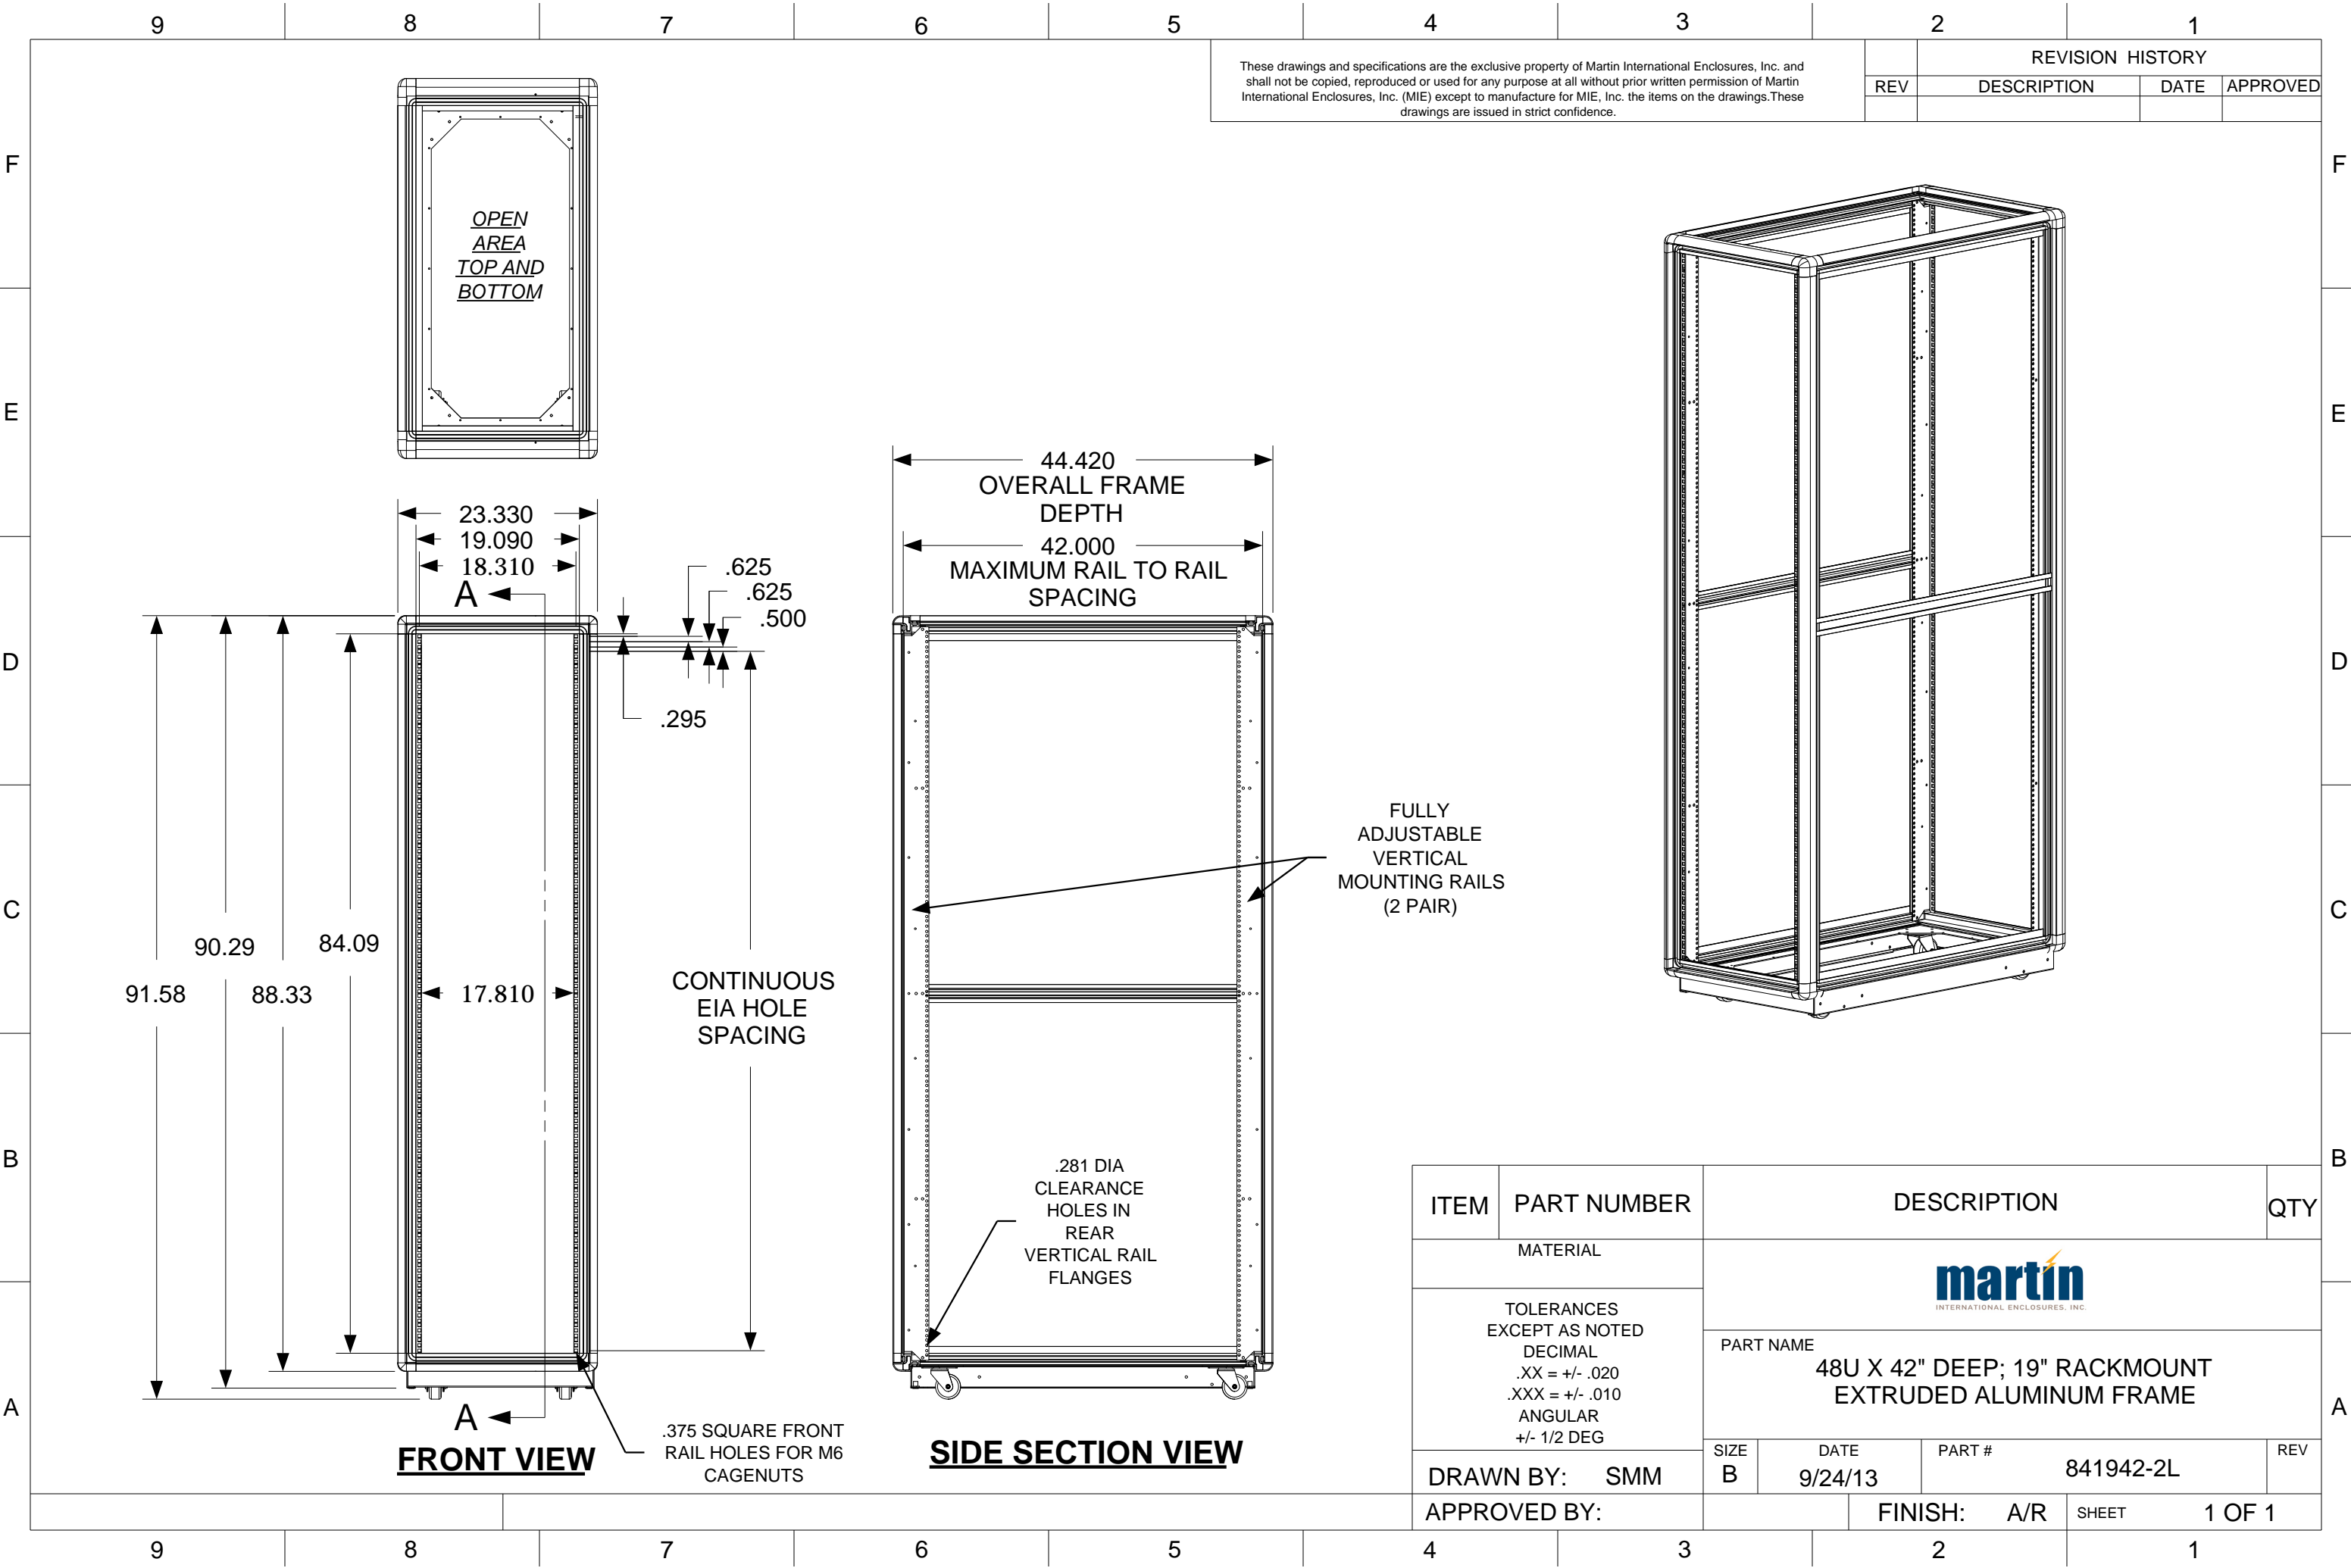 9 8 7 6 5 4 3 2 1
These drawings and specifications are the exclusive property of Martin International Enclosures, Inc. and
shall not be copied, reproduced or used for any purpose at all without prior written permission of Martin
International Enclosures, Inc. (MIE) except to manufacture for MIE, Inc. the items on the drawings.These
drawings are issued in strict confidence.
REVISION HISTORY
REV DESCRIPTION DATE APPROVED
F F
E E
D D
C C
B B
A A
OPEN
AREA
TOP AND
BOTTOM
23.330
19.090
18.310
A
.625
.625
.500
.295
44.420
OVERALL FRAME
DEPTH
42.000
MAXIMUM RAIL TO RAIL
SPACING
91.58
90.29
88.33
84.09
17.810
CONTINUOUS
EIA HOLE
SPACING
FULLY
ADJUSTABLE
VERTICAL
MOUNTING RAILS
(2 PAIR)
.281 DIA
CLEARANCE
HOLES IN
REAR
VERTICAL RAIL
FLANGES
A
FRONT VIEW
.375 SQUARE FRONT
RAIL HOLES FOR M6
CAGENUTS
SIDE SECTION VIEW
ITEM PART NUMBER DESCRIPTION QTY
MATERIAL
martin
INTERNATIONAL ENCLOSURES, INC.
TOLERANCES
EXCEPT AS NOTED
DECIMAL
.XX = +/- .020
.XXX = +/- .010
ANGULAR
+/- 1/2 DEG
PART NAME
48U X 42" DEEP; 19" RACKMOUNT
EXTRUDED ALUMINUM FRAME
DRAWN BY: SMM
SIZE
B
DATE
9/24/13
PART #
841942-2L
REV
APPROVED BY:
FINISH: A/R
SHEET 1 OF 1
9 8 7 6 5 4 3 2 1